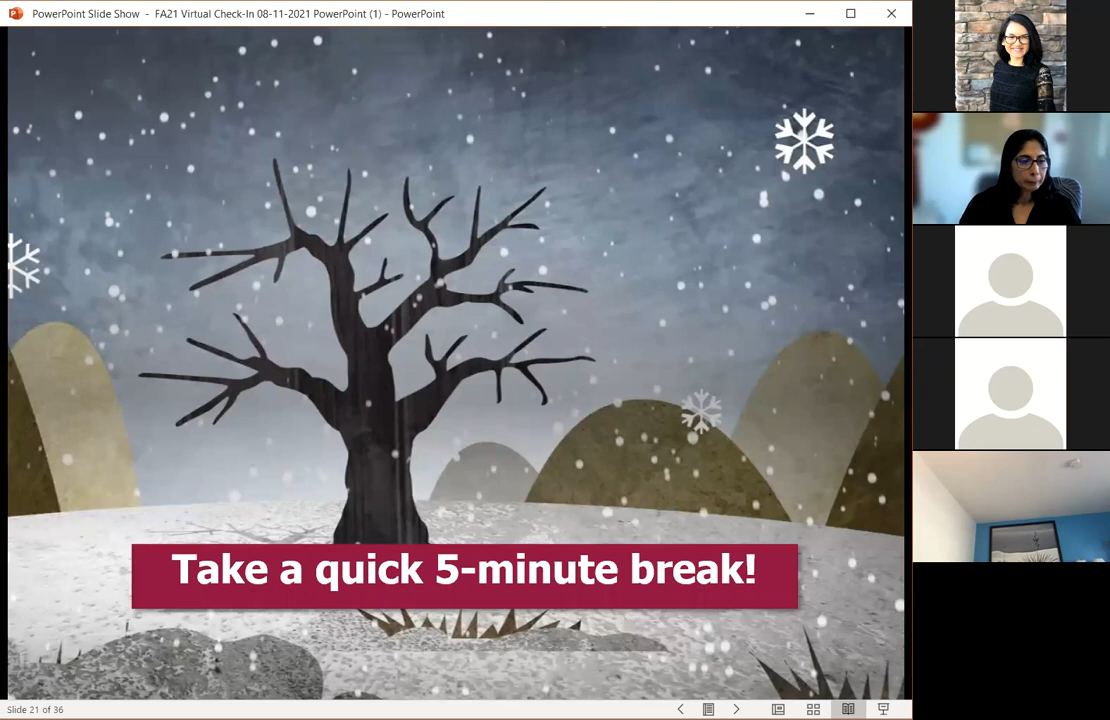 PowerPoint Slide Show - FA21 Virtual Check-In 08-11-2021 PowerPoint (1) - PowerPoint
Take a quick 5-minute break!
Slide 21 of 36